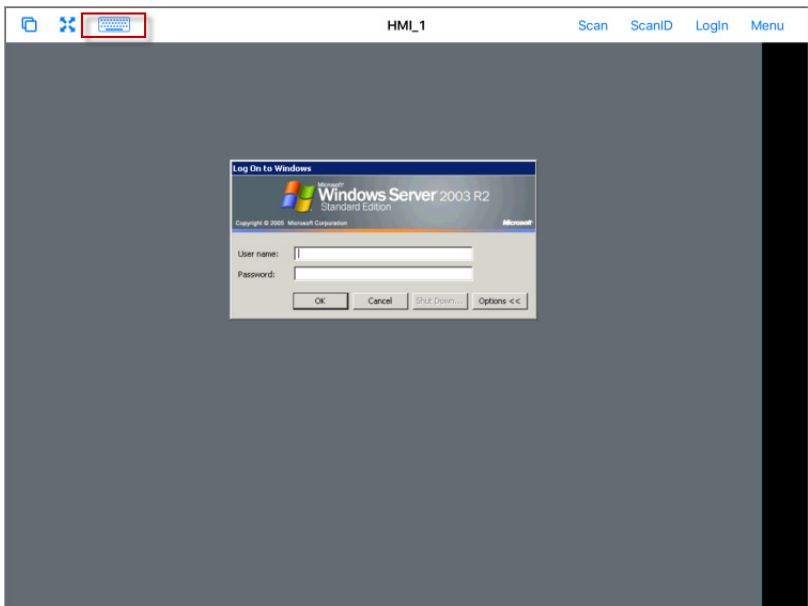 HMI_1 Scan ScanID LogIn Menu
Log On to Windows
Microsoft
Windows Server 2003 R2
Standard Edition
Copyright © 2005 Microsoft Corporation Microsoft
User name:
Password:
OK Cancel Shut Down... Options <<